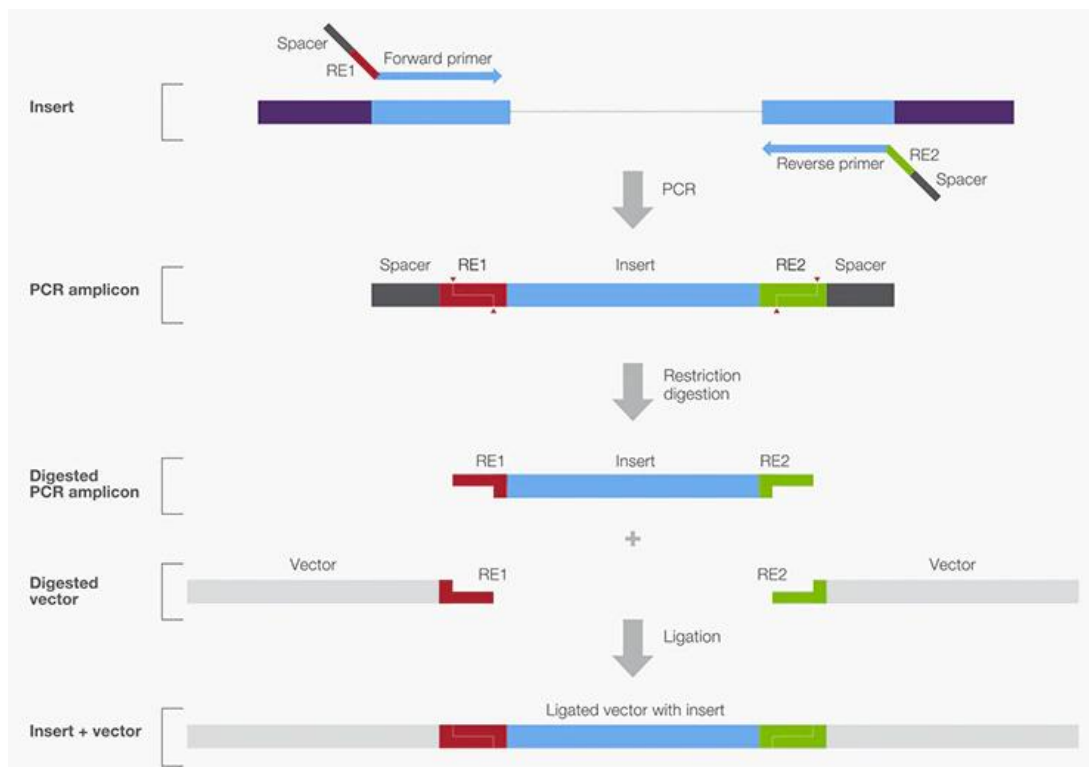 Spacer
RE1
Forward primer
Insert
Reverse primer
RE2
Spacer
PCR
Spacer RE1 Insert RE2 Spacer
PCR amplicon
Restriction
digestion
RE1 Insert RE2
Digested
PCR amplicon
+
Vector RE1 RE2 Vector
Digested
vector
Ligation
Ligated vector with insert
Insert + vector